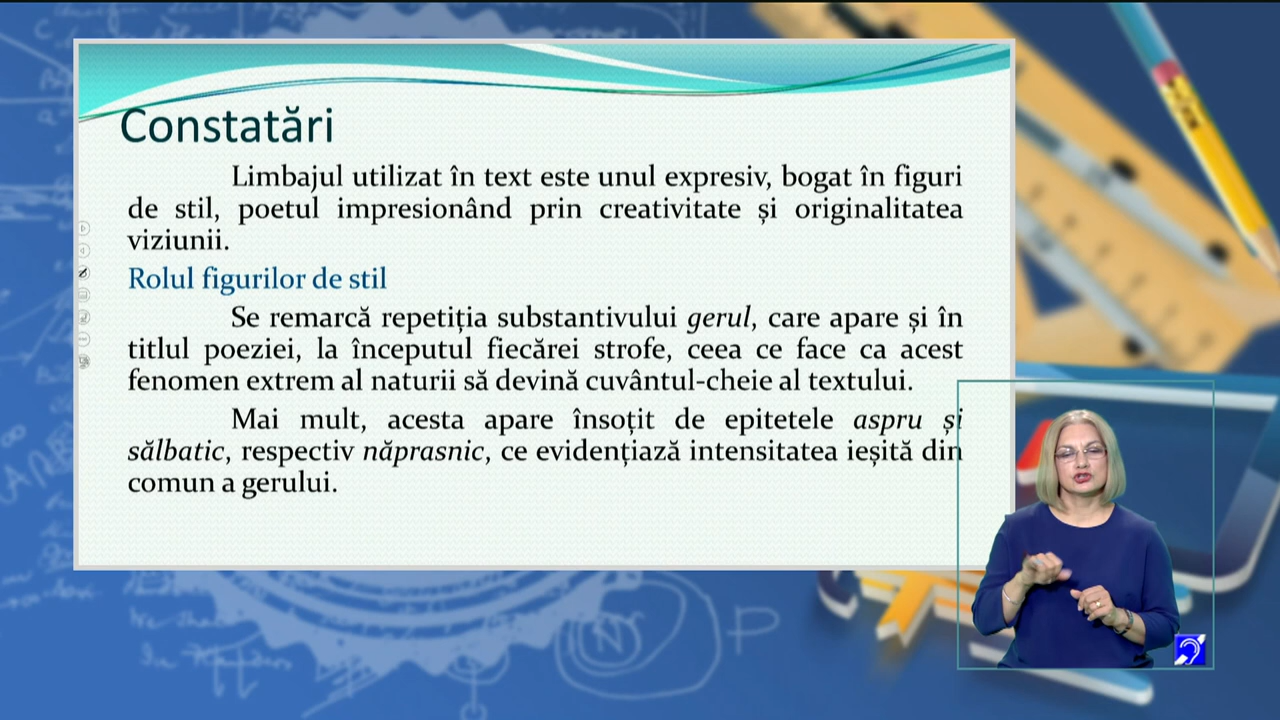 Constatări
Limbajul utilizat în text este unul expresiv, bogat în figuri
de stil, poetul impresionând prin creativitate și originalitatea
viziunii.
Rolul figurilor de stil
Se remarcă repetiția substantivului gerul, care apare și în
titlul poeziei, la începutul fiecărei strofe, ceea ce face ca acest
fenomen extrem al naturii să devină cuvântul-cheie al textului.
Mai mult, acesta apare însoțit de epitetele aspru și
sălbatic, respectiv năprasnic, ce evidențiază intensitatea ieșită din
comun a gerului.
N
P